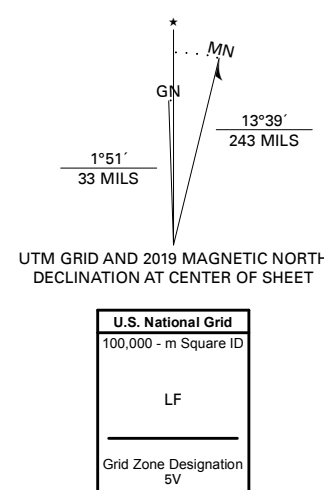 ★
MN
GN
13°39´
243 MILS
1°51´
33 MILS
UTM GRID AND 2019 MAGNETIC NORTH
DECLINATION AT CENTER OF SHEET
U.S. National Grid
100,000 - m Square ID
LF
Grid Zone Designation
5V